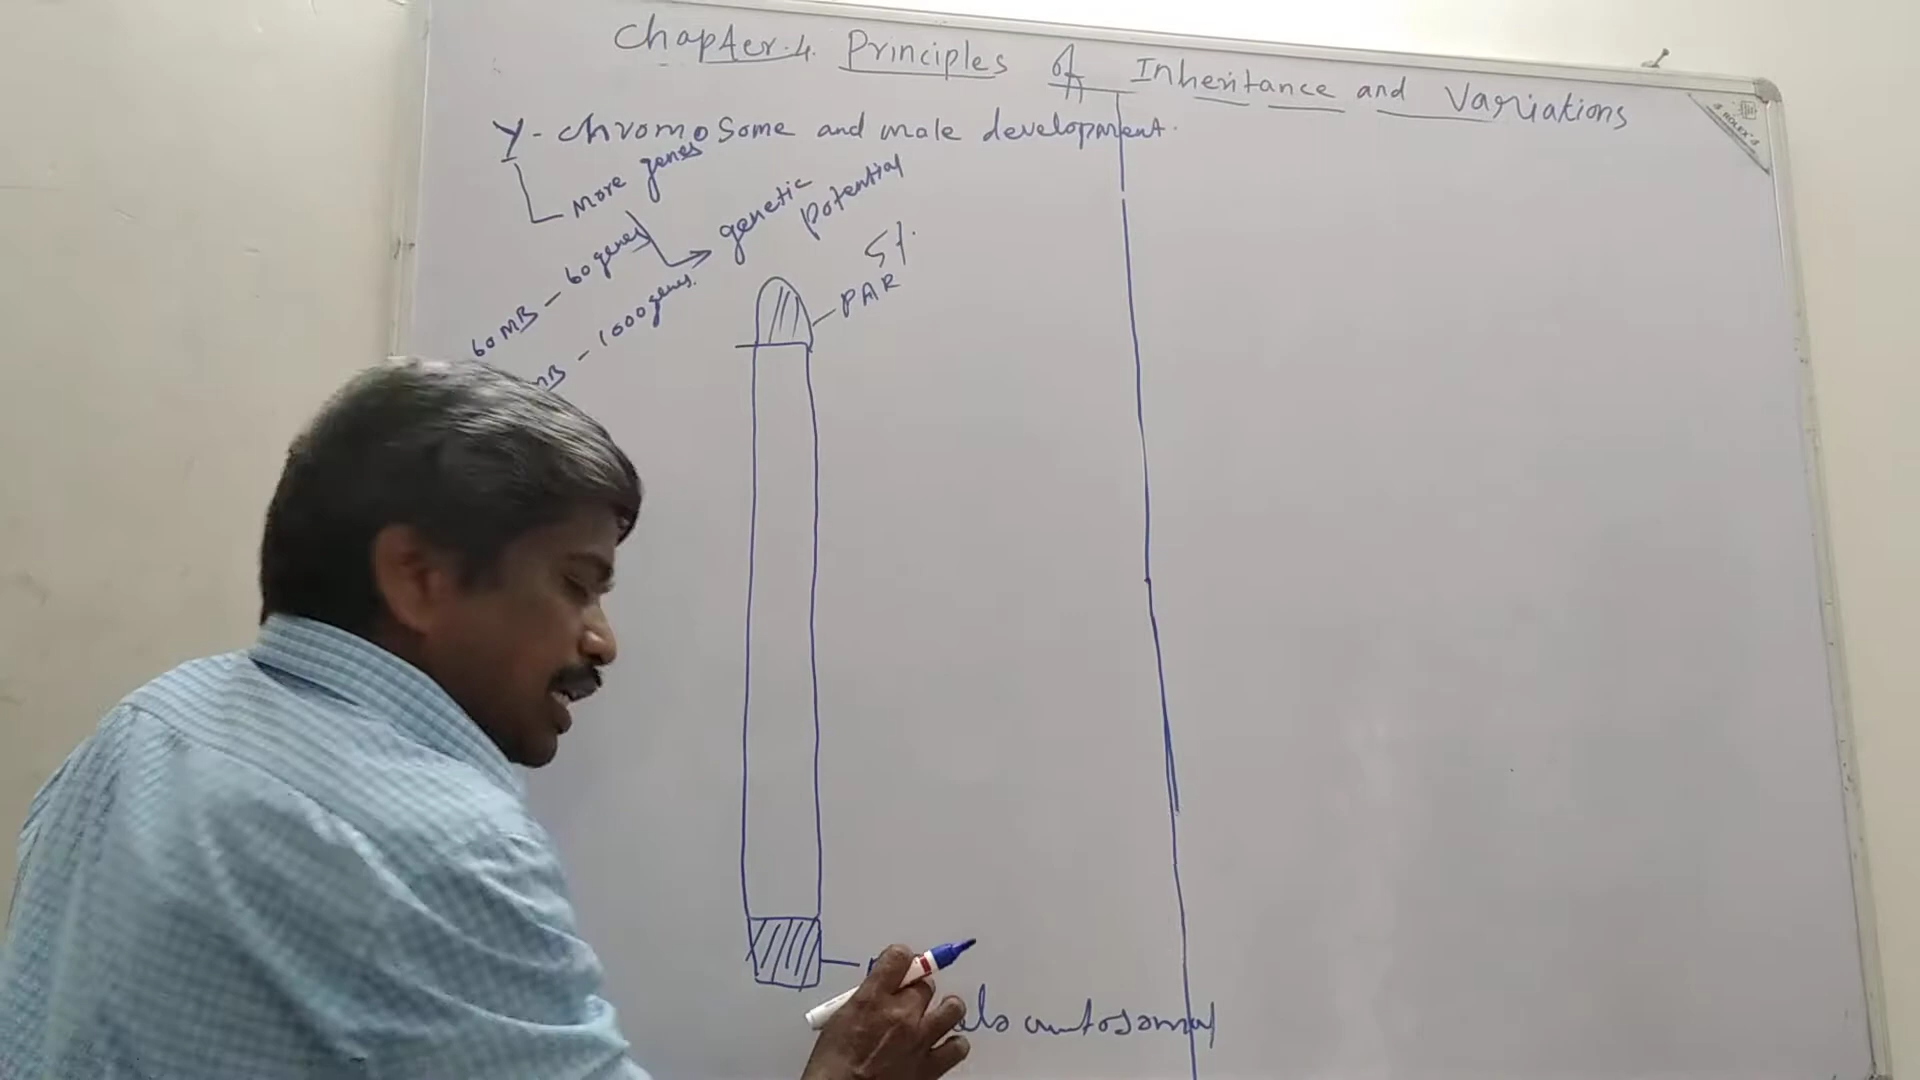 Chapter.4. Principles of Inheritance and Variations
Y- chromosome and male development.
More genes
genetic potential
60MB - 60 genes
MB - 1000 genes.
5%
PAR
autosomal